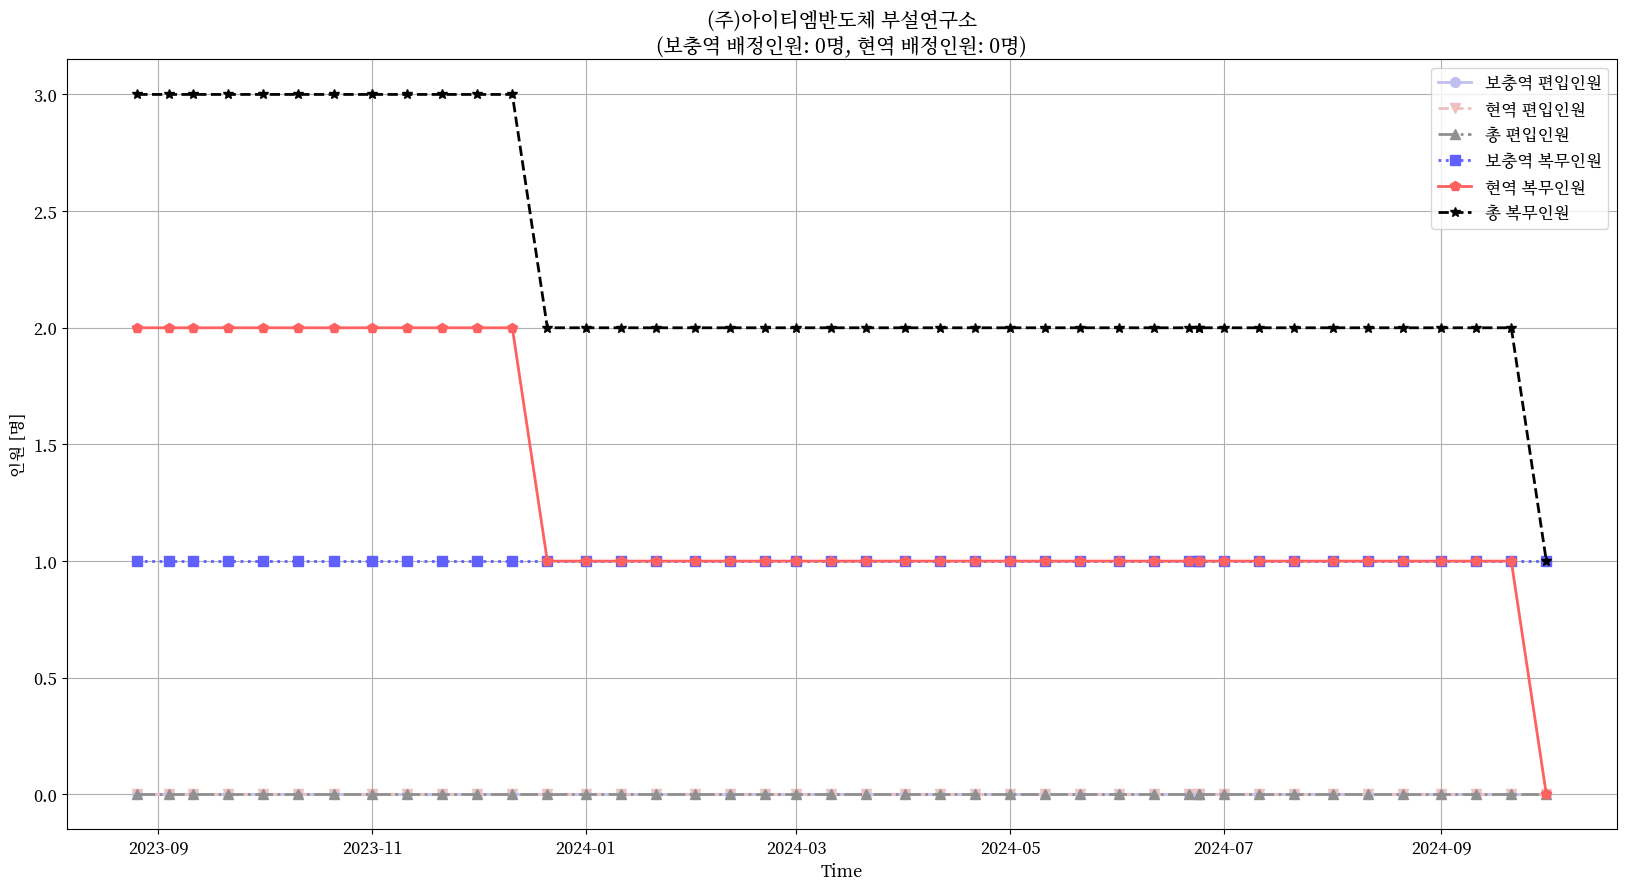 (주)아이티엠반도체 부설연구소
(보충역 배정인원: 0명, 현역 배정인원: 0명)
보충역 편입인원
현역 편입인원
총 편입인원
보충역 복무인원
현역 복무인원
총 복무인원
3.0
2.5
2.0
1.5
1.0
0.5
0.0
인원 [명]
2023-09
2023-11
2024-01
2024-03
2024-05
2024-07
2024-09
Time